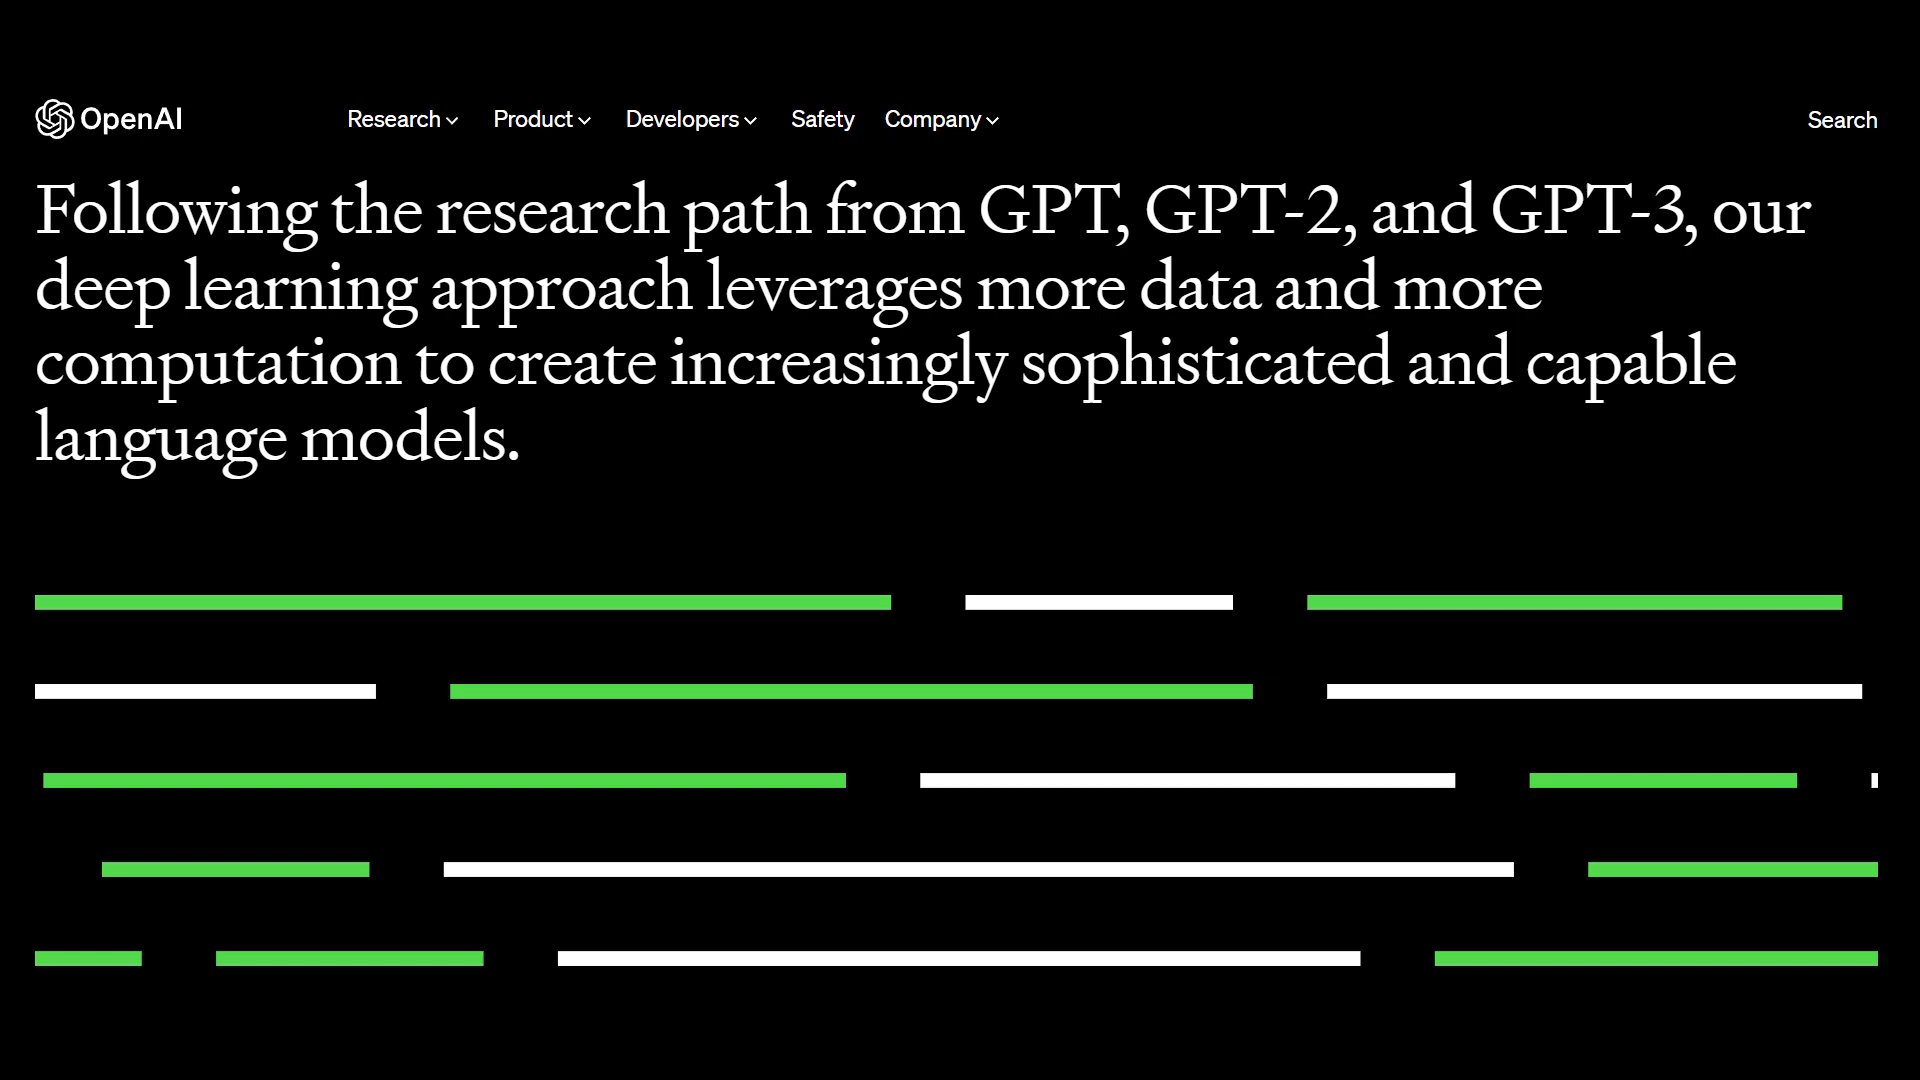 OpenAI
Research
Product
Developers
Safety
Company
Search
Following the research path from GPT, GPT-2, and GPT-3, our
deep learning approach leverages more data and more
computation to create increasingly sophisticated and capable
language models.